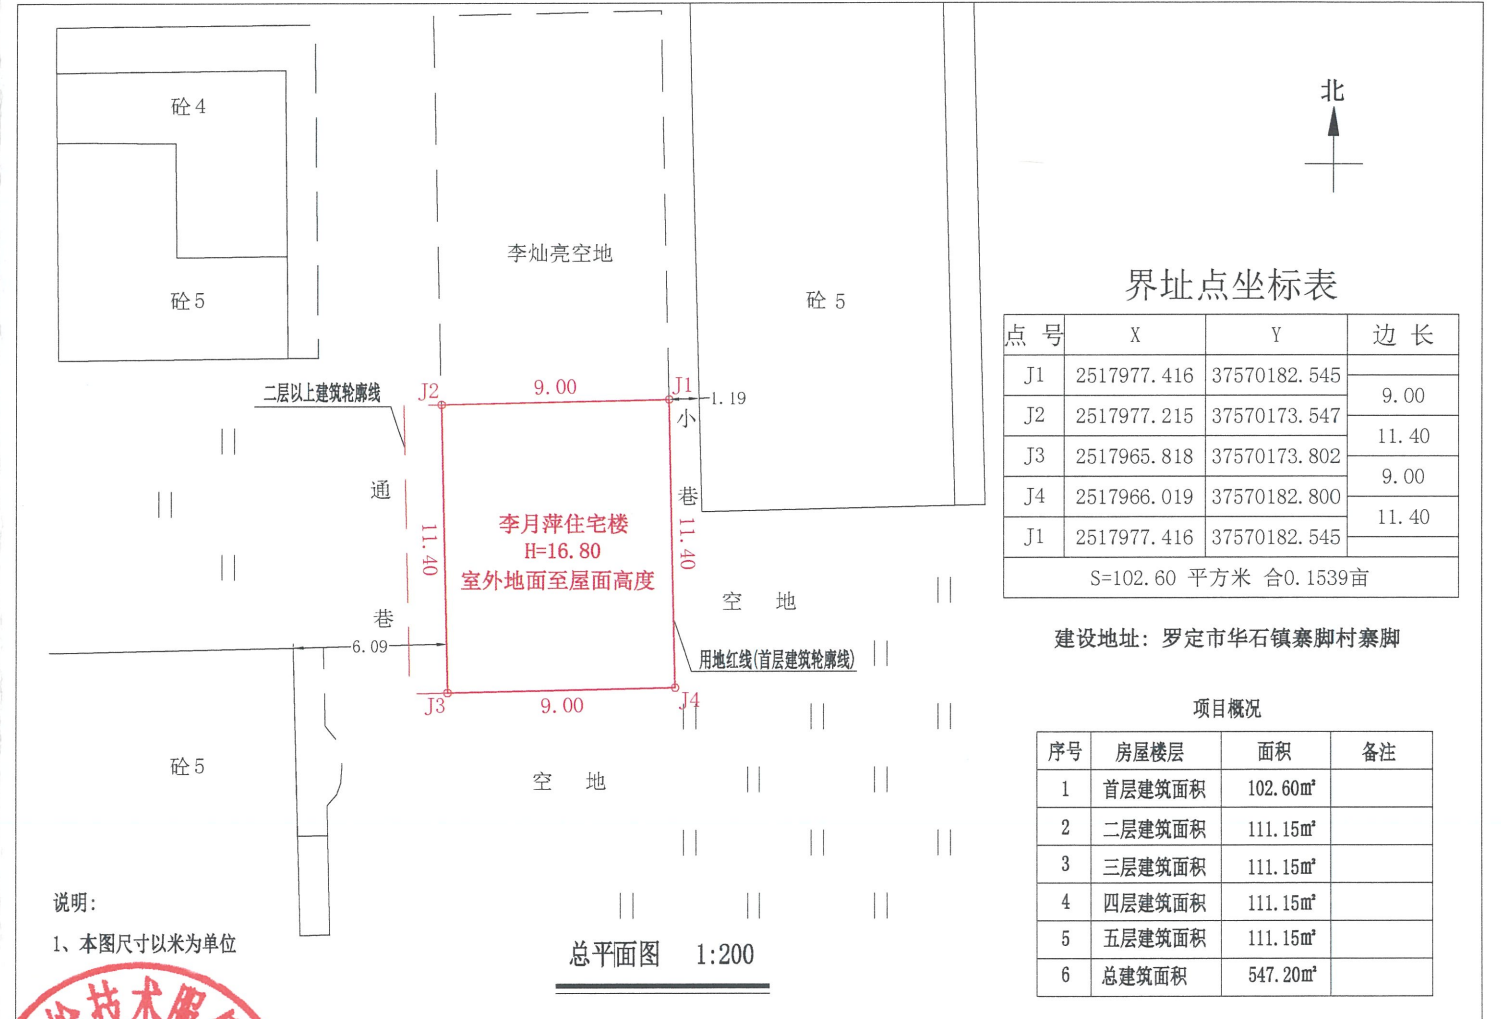 北
砼4
李灿亮空地
砼5
砼 5
二层以上建筑轮廓线
J2
9.00
J1
1.19
小
巷
通
巷
11.40
李月萍住宅楼
H=16.80
室外地面至屋面高度
11.40
空 地
6.09
用地红线(首层建筑轮廓线)
J3
9.00
J4
砼5
空 地
说明:
1、本图尺寸以米为单位
总平面图 1:200
界址点坐标表
点 号 X Y 边 长
J1 2517977.416 37570182.545
9.00
J2 2517977.215 37570173.547
11.40
J3 2517965.818 37570173.802
9.00
J4 2517966.019 37570182.800
11.40
J1 2517977.416 37570182.545
S=102.60 平方米 合0.1539亩
建设地址: 罗定市华石镇寨脚村寨脚
项目概况
序号 房屋楼层 面积 备注
1 首层建筑面积 102.60㎡
2 二层建筑面积 111.15㎡
3 三层建筑面积 111.15㎡
4 四层建筑面积 111.15㎡
5 五层建筑面积 111.15㎡
6 总建筑面积 547.20㎡
技术服